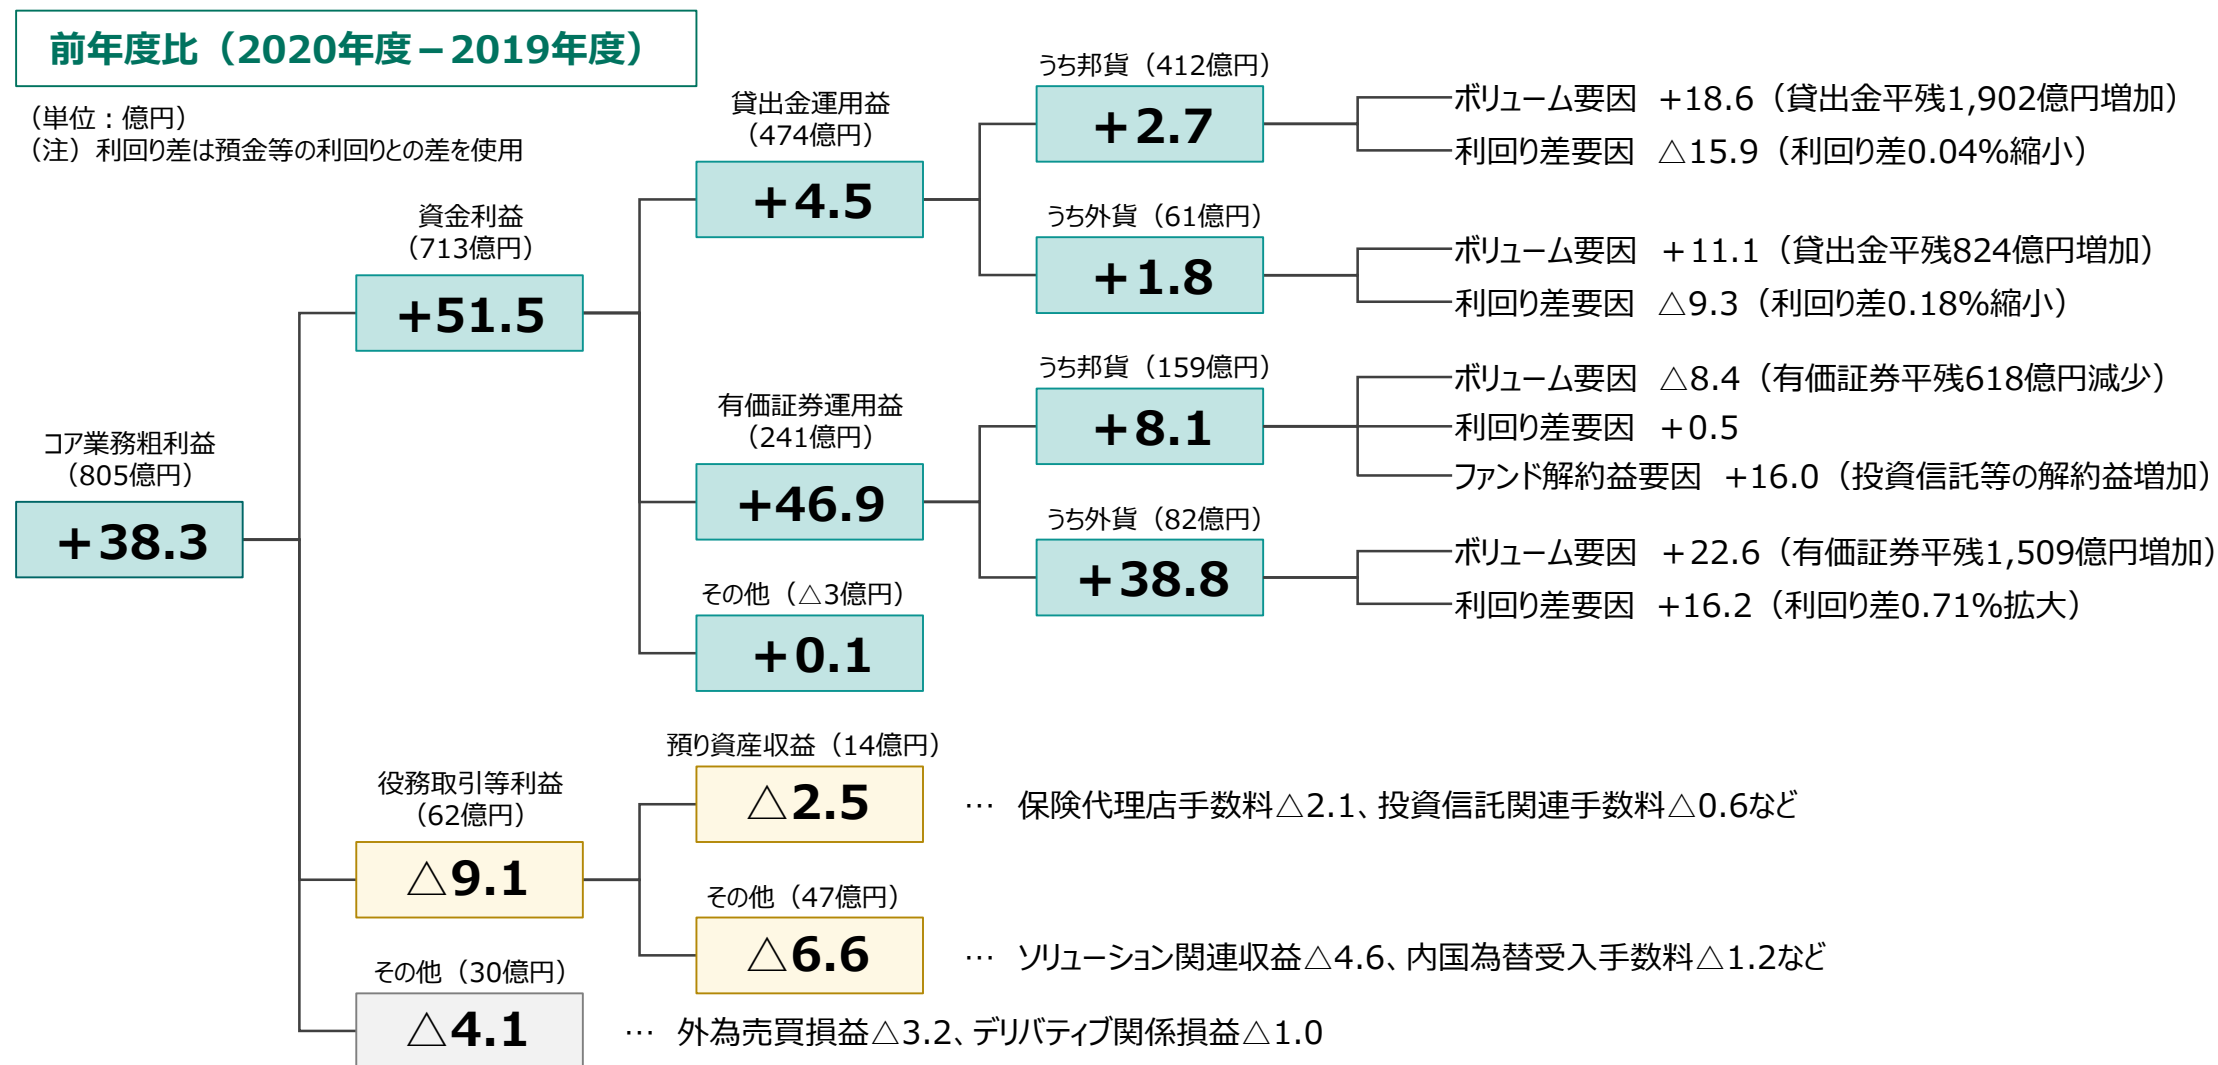 前年度比（2020年度－2019年度）
（単位：億円）
（注）利回り差は預金等の利回りとの差を使用
コア業務粗利益
（805億円）
＋38.3
資金利益
（713億円）
+51.5
貸出金運用益
（474億円）
＋4.5
うち邦貨（412億円）
＋2.7
ボリューム要因　+18.6（貸出金平残1,902億円増加）
利回り差要因　△15.9（利回り差0.04%縮小）
うち外貨（61億円）
＋1.8
ボリューム要因　＋11.1（貸出金平残824億円増加）
利回り差要因　△9.3（利回り差0.18%縮小）
有価証券運用益
（241億円）
+46.9
うち邦貨（159億円）
＋8.1
ボリューム要因　△8.4（有価証券平残618億円減少）
利回り差要因　＋0.5
ファンド解約益要因　+16.0（投資信託等の解約益増加）
うち外貨（82億円）
＋38.8
ボリューム要因　＋22.6（有価証券平残1,509億円増加）
利回り差要因　+16.2（利回り差0.71%拡大）
その他（△3億円）
＋0.1
役務取引等利益
（62億円）
△9.1
預り資産収益（14億円）
△2.5
…　保険代理店手数料△2.1、投資信託関連手数料△0.6など
その他（47億円）
△6.6
…　ソリューション関連収益△4.6、内国為替受入手数料△1.2など
その他（30億円）
△4.1
…　外為売買損益△3.2、デリバティブ関係損益△1.0